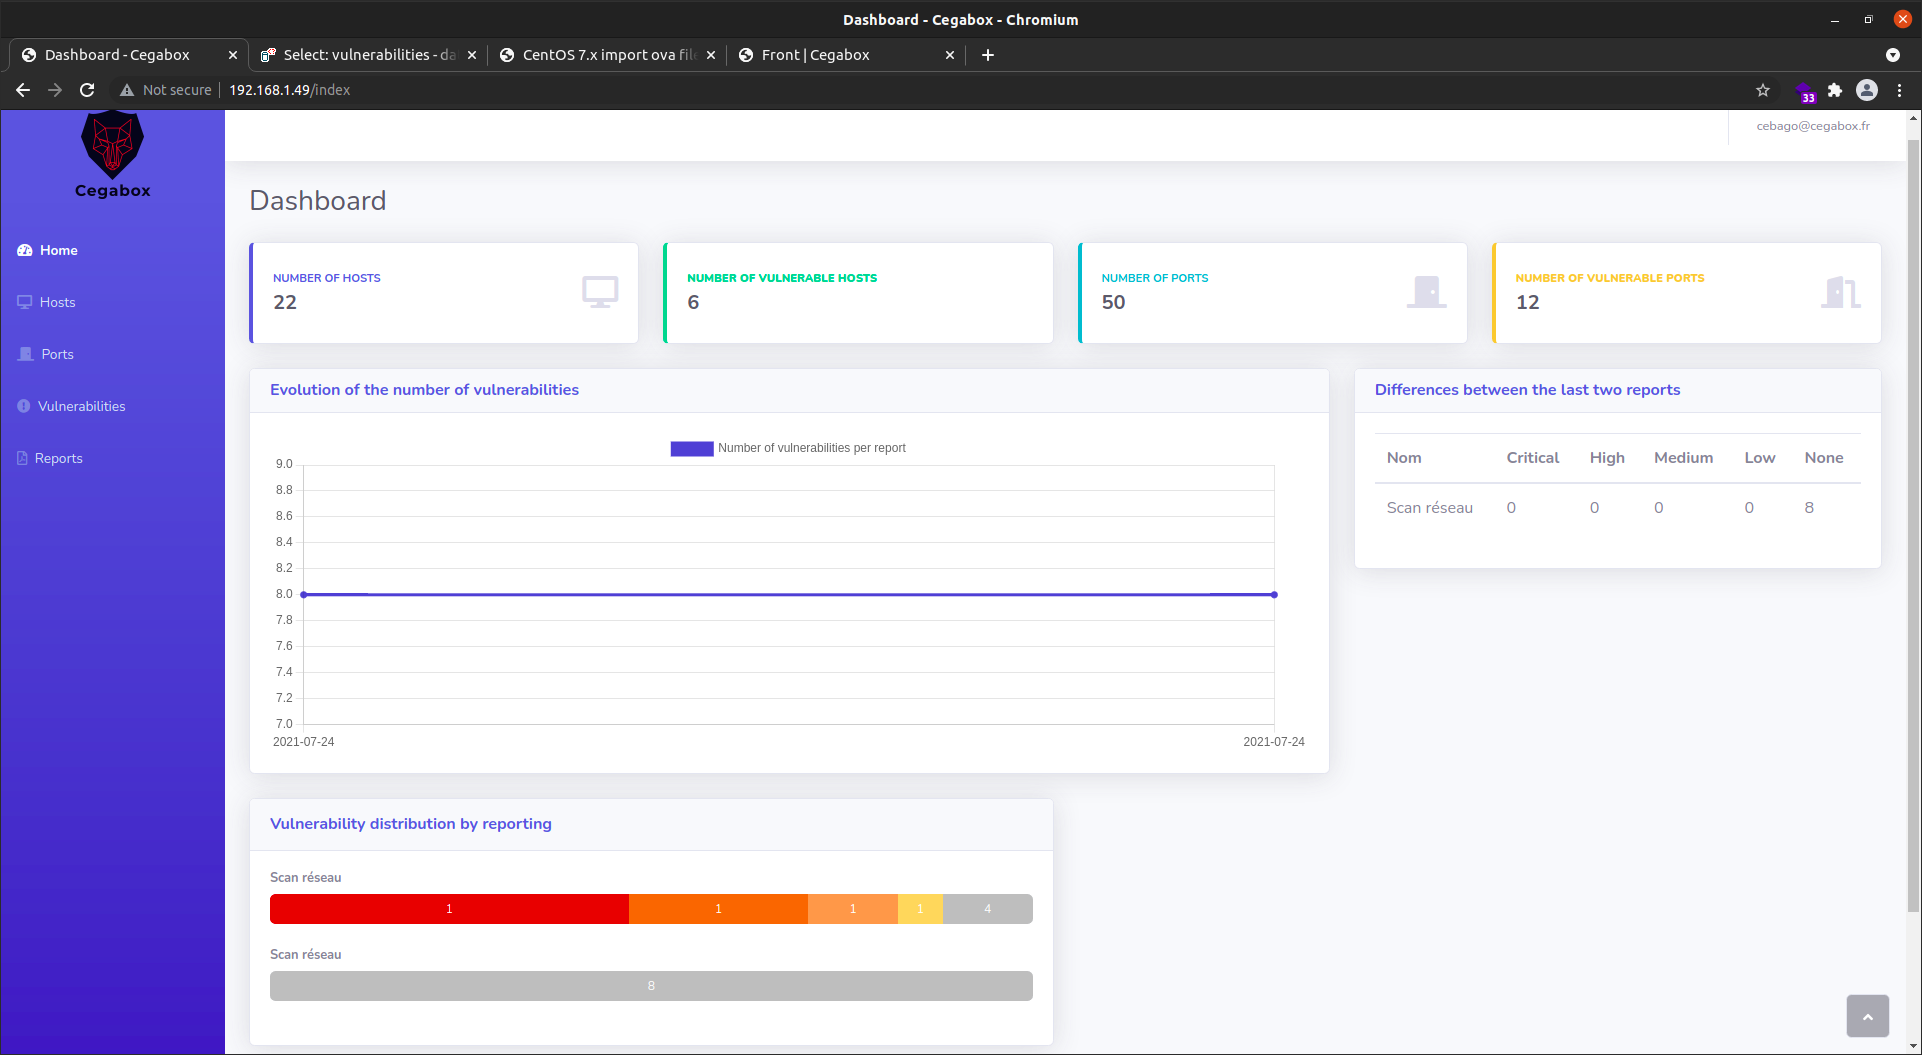 Dashboard - Cegabox - Chromium
Dashboard - Cegabox
Select: vulnerabilities - da
CentOS 7.x import ova file
Front | Cegabox
Not secure
192.168.1.49/index
33
cebago@cegabox.fr
Cegabox
Home
Hosts
Ports
Vulnerabilities
Reports
Dashboard
NUMBER OF HOSTS
22
NUMBER OF VULNERABLE HOSTS
6
NUMBER OF PORTS
50
NUMBER OF VULNERABLE PORTS
12
Evolution of the number of vulnerabilities
Number of vulnerabilities per report
9.0
8.8
8.6
8.4
8.2
8.0
7.8
7.6
7.4
7.2
7.0
2021-07-24 2021-07-24
Differences between the last two reports
Nom Critical High Medium Low None
Scan réseau 0 0 0 0 8
Vulnerability distribution by reporting
Scan réseau
1 1 1 1 4
Scan réseau
8